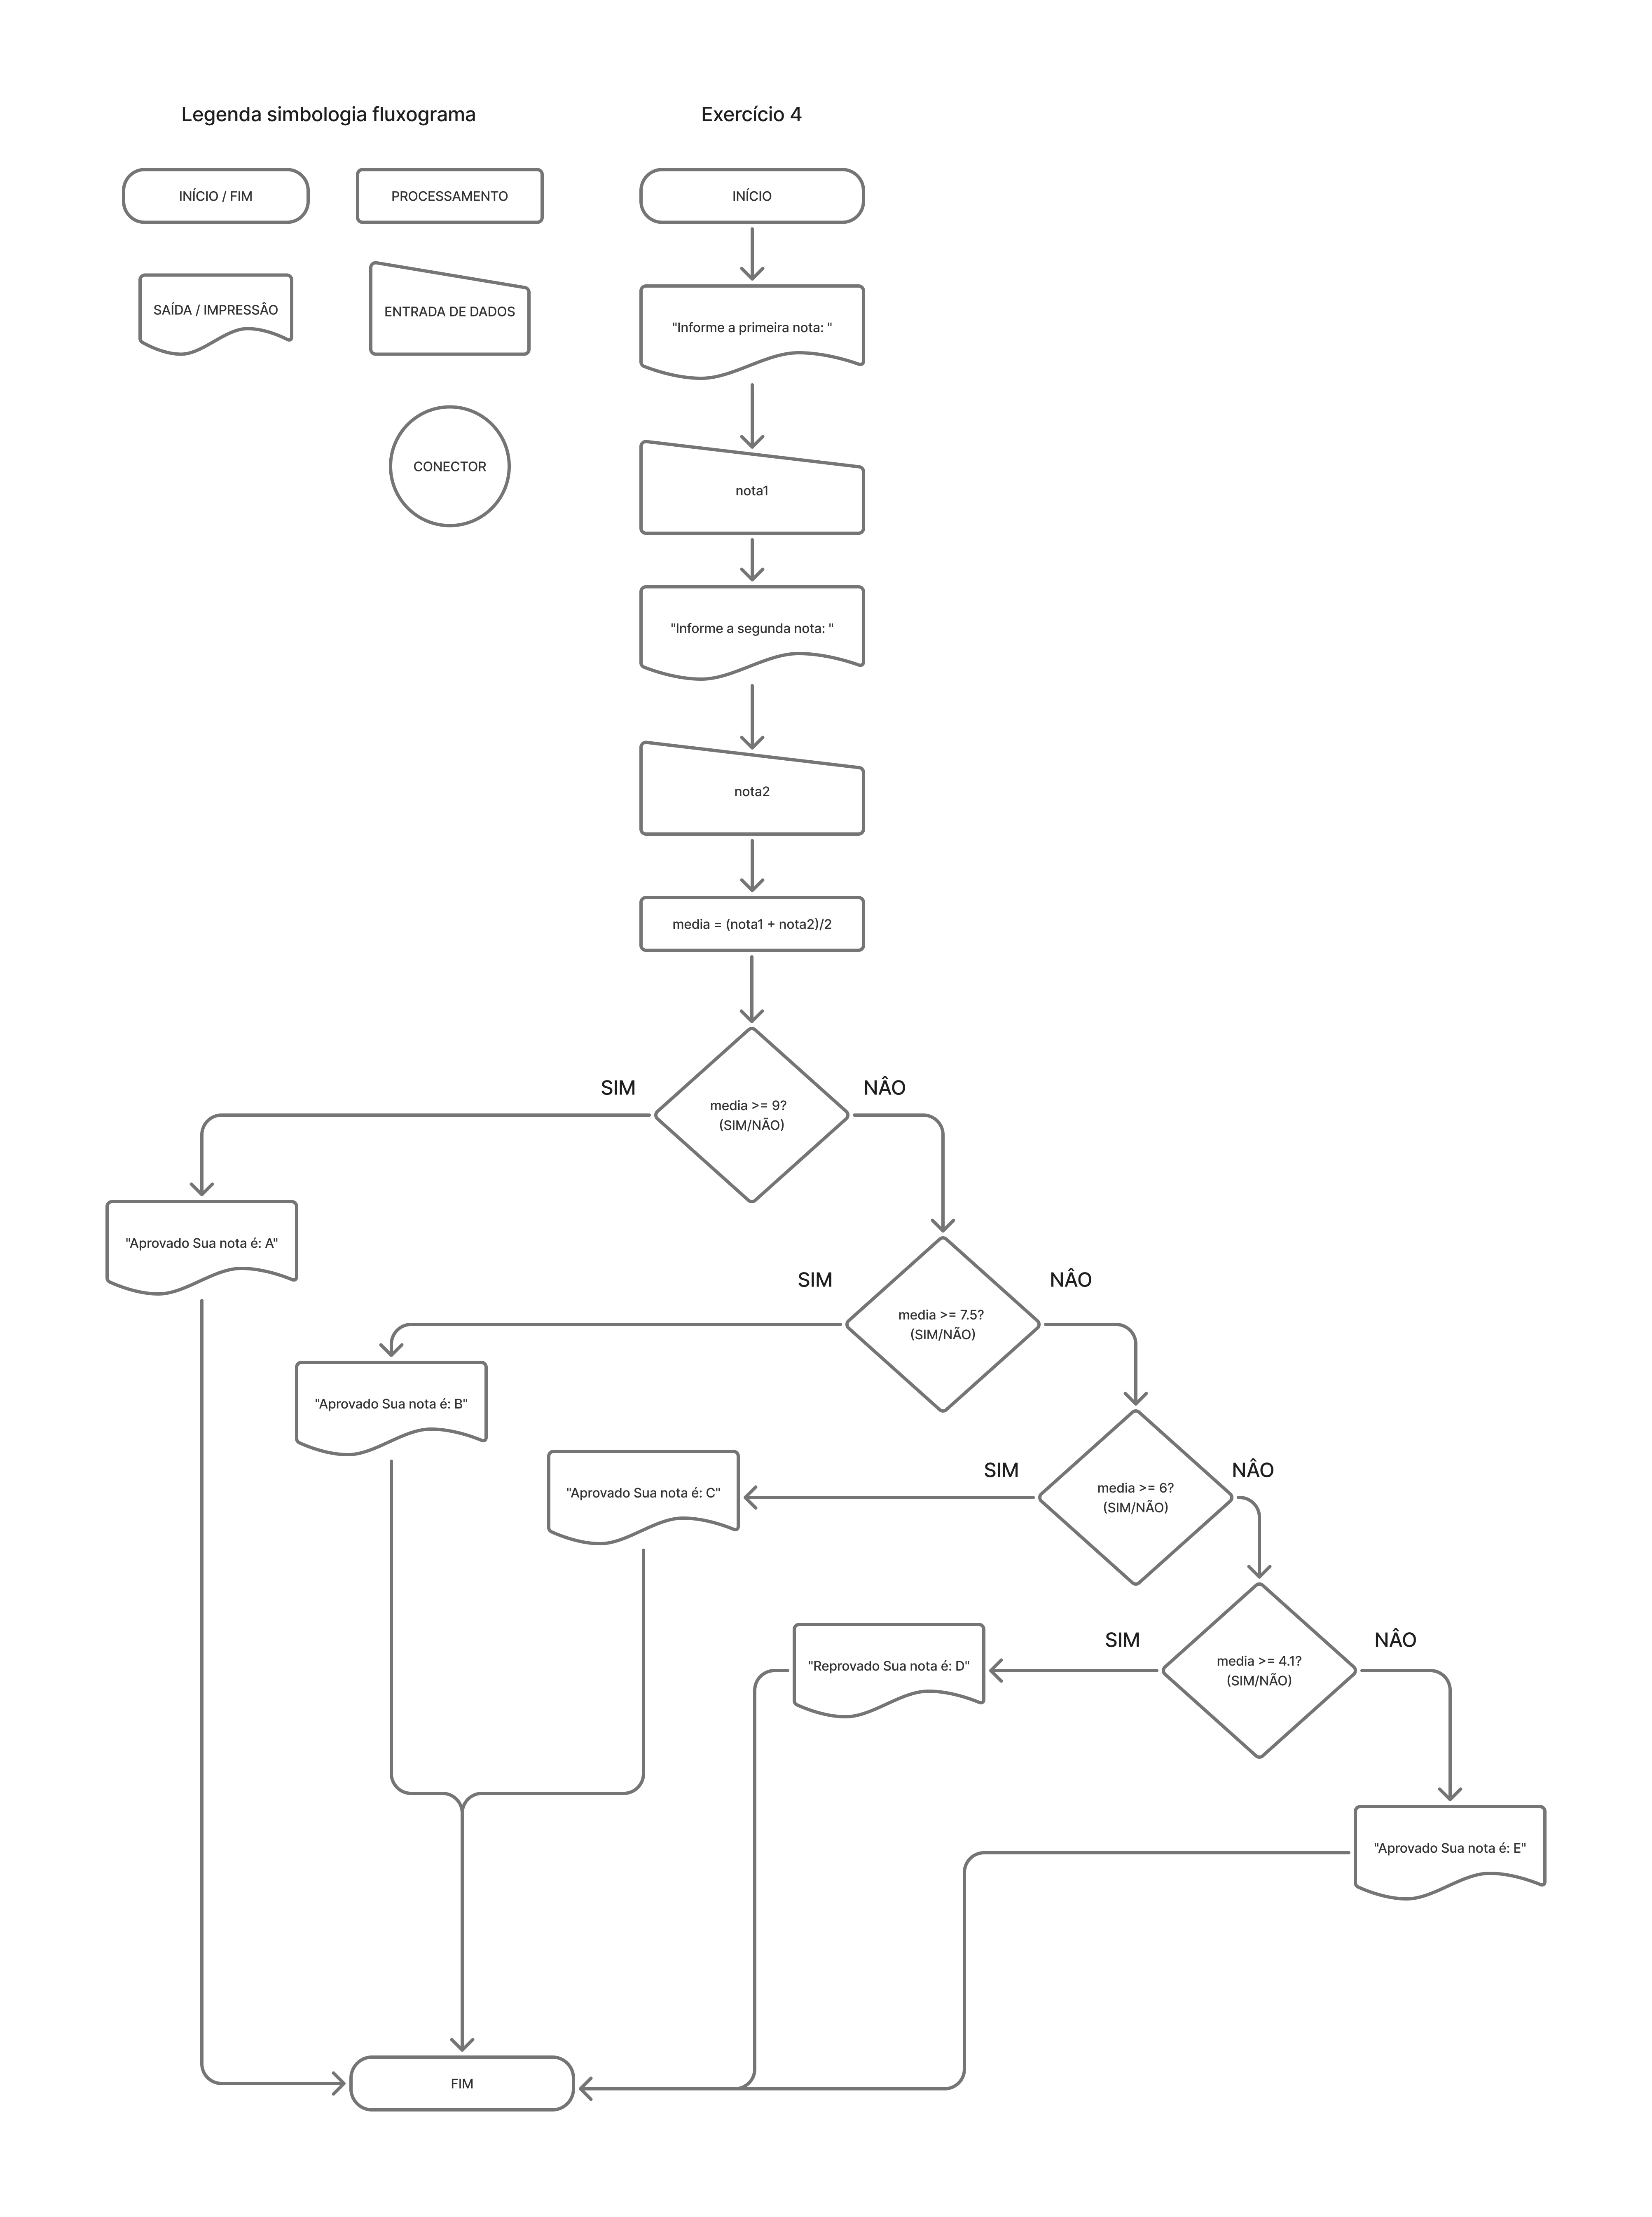 Legenda simbologia fluxograma
Exercício 4
INÍCIO / FIM
PROCESSAMENTO
INÍCIO
SAÍDA / IMPRESSÂO
ENTRADA DE DADOS
"Informe a primeira nota: "
CONECTOR
nota1
"Informe a segunda nota: "
nota2
media = (nota1 + nota2)/2
SIM
NÂO
media >= 9?
(SIM/NÃO)
"Aprovado Sua nota é: A"
SIM
NÂO
media >= 7.5?
(SIM/NÃO)
"Aprovado Sua nota é: B"
SIM
NÂO
media >= 6?
(SIM/NÃO)
"Aprovado Sua nota é: C"
SIM
NÂO
media >= 4.1?
(SIM/NÃO)
"Reprovado Sua nota é: D"
"Aprovado Sua nota é: E"
FIM